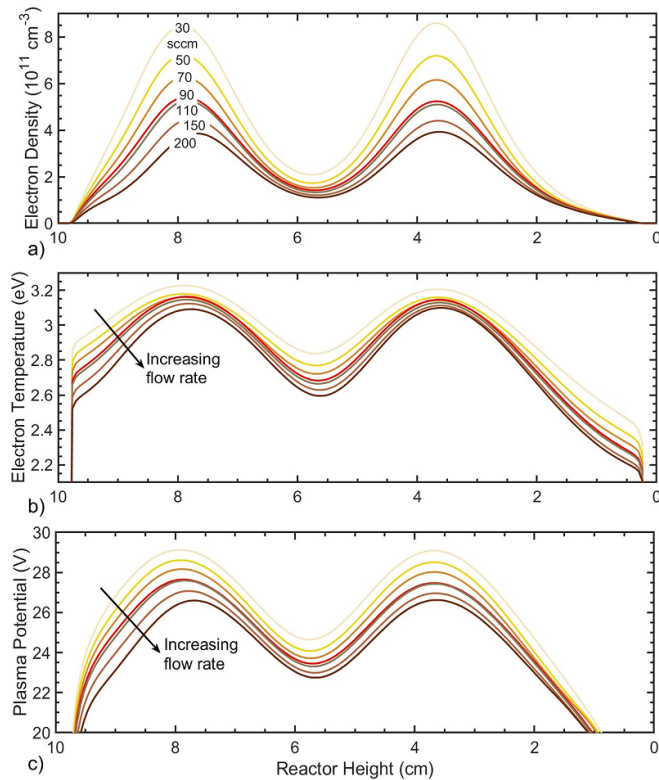 Electron Density (10¹¹ cm⁻³)
8
6
4
2
0
30
sccm
50
70
90
110
150
200
10 8 6 4 2 0
a)
Electron Temperature (eV)
3.2
3.0
2.8
2.6
2.4
2.2
Increasing
flow rate
10 8 6 4 2 0
b)
Plasma Potential (V)
30
28
26
24
22
20
Increasing
flow rate
10 8 6 4 2 0
c)
Reactor Height (cm)